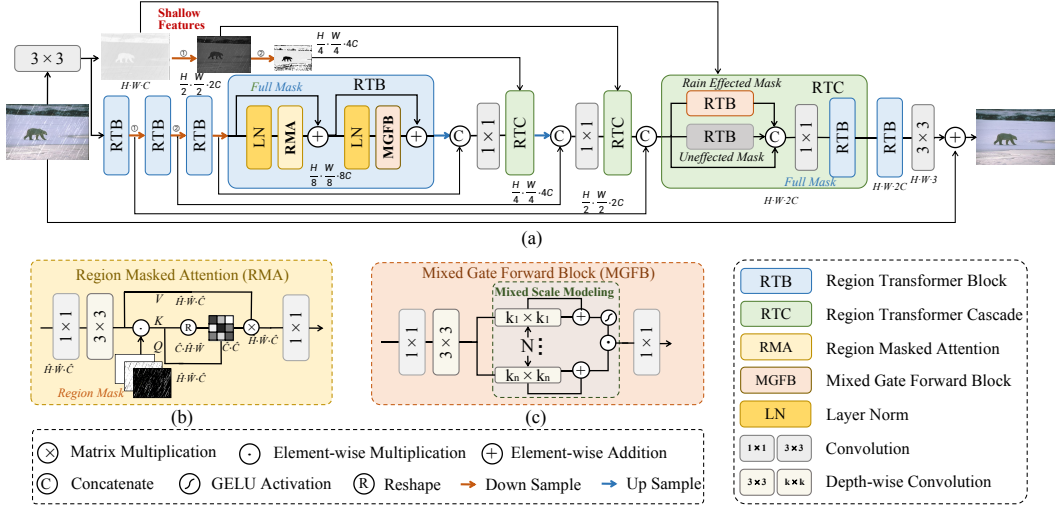 Shallow
Features
3 × 3
H·W·C
①
②
H/2 · W/2 ·2C
H/4 · W/4 ·4C
①
②
RTB
RTB
RTB
Full Mask
RTB
LN
RMA
LN
MGFB
H/8 · W/8 ·8C
C
1 × 1
RTC
H/4 · W/4 ·4C
C
1 × 1
RTC
H/2 · W/2 ·2C
C
Rain Effected Mask
RTC
RTB
RTB
Uneffected Mask
C
1 × 1
RTB
Full Mask
H·W·2C
RTB
H·W·2C
3 × 3
H·W·3
(a)
Region Masked Attention (RMA)
1 × 1
3 × 3
Ĥ·Ŵ·Ĉ
V
Ĥ·Ŵ·Ĉ
K
R
Q
Ĉ·Ĥ·Ŵ
Ĉ·Ĉ
Ĥ·Ŵ·Ĉ
Ĥ·Ŵ·Ĉ
1 × 1
Region Mask
(b)
Mixed Gate Forward Block (MGFB)
Mixed Scale Modeling
1 × 1
3 × 3
k₁ × k₁
N
kₙ × kₙ
1 × 1
(c)
Matrix Multiplication
Element-wise Multiplication
Element-wise Addition
C Concatenate
GELU Activation
R Reshape
Down Sample
Up Sample
RTB Region Transformer Block
RTC Region Transformer Cascade
RMA Region Masked Attention
MGFB Mixed Gate Forward Block
LN Layer Norm
1 × 1 3 × 3 Convolution
3 × 3 k × k Depth-wise Convolution